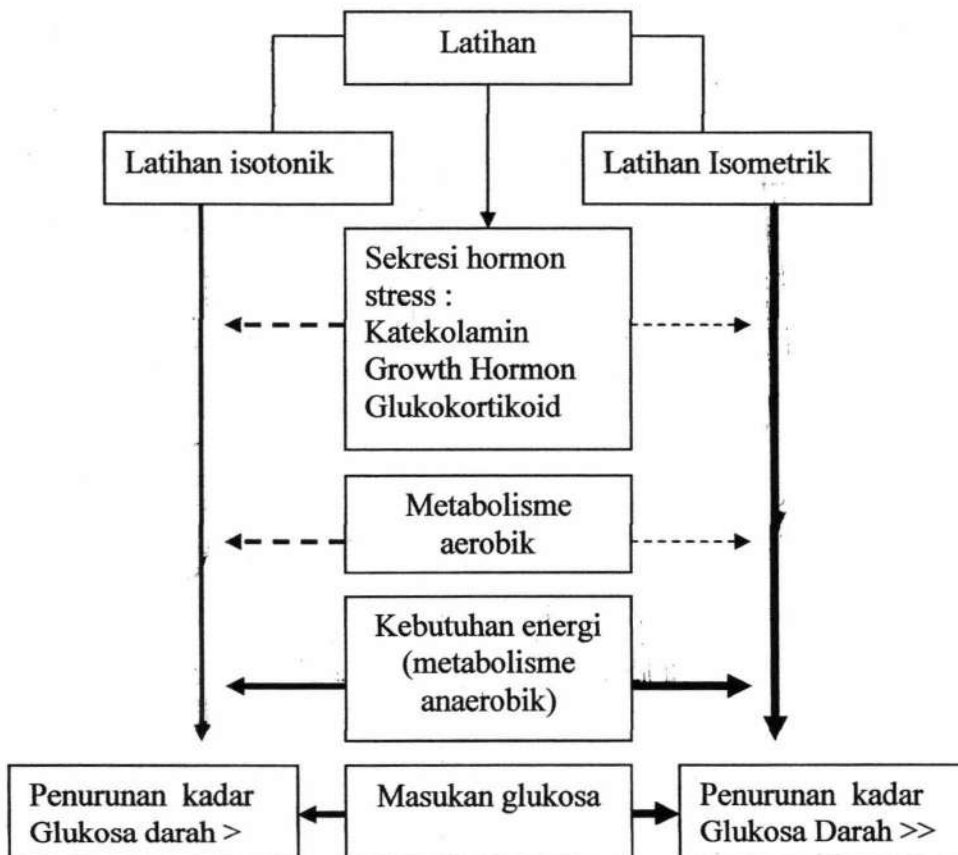 Latihan
Latihan isotonik
Latihan Isometrik
Sekresi hormon
stress :
Katekolamin
Growth Hormon
Glukokortikoid
Metabolisme
aerobik
Kebutuhan energi
(metabolisme
anaerobik)
Penurunan kadar
Glukosa darah >
Masukan glukosa
Penurunan kadar
Glukosa Darah >>